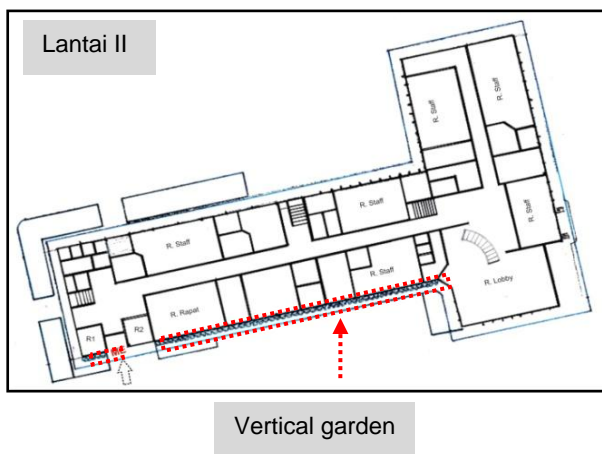 Lantai II
R. Staff
R. Staff
R. Staff
R. Staff
R. Staff
R. Staff
R. Lobby
R. Rapat
R1
R2
Vertical garden